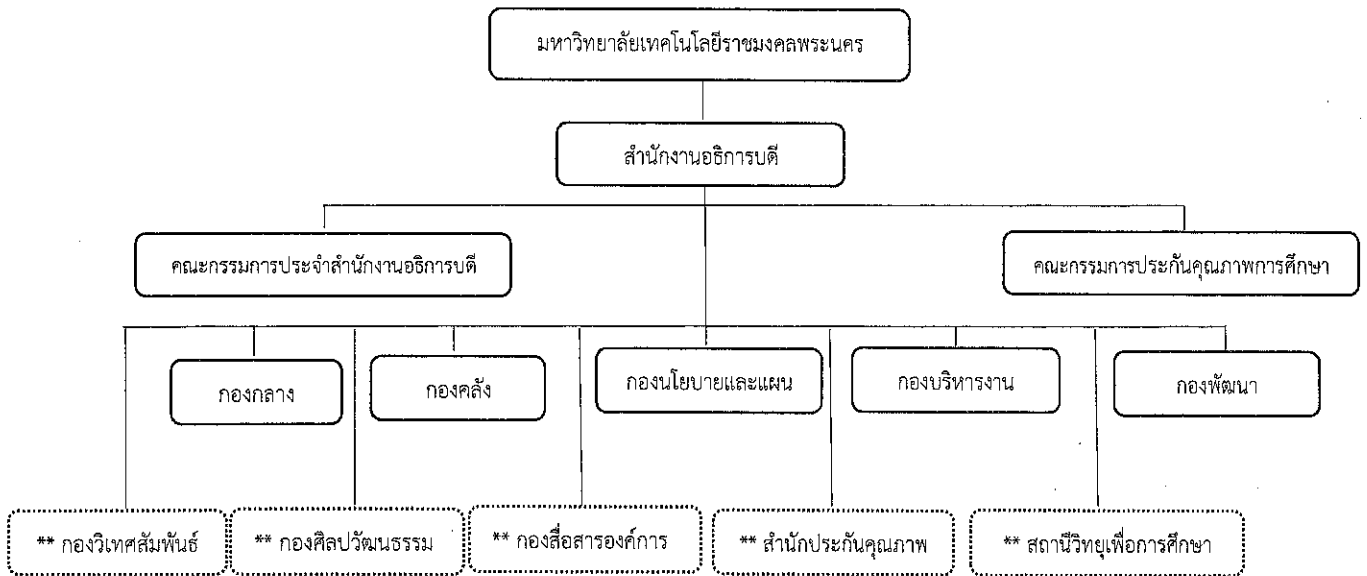 มหาวิทยาลัยเทคโนโลยีราชมงคลพระนคร
สำนักงานอธิการบดี
คณะกรรมการประจำสำนักงานอธิการบดี
คณะกรรมการประกันคุณภาพการศึกษา
กองกลาง
กองคลัง
กองนโยบายและแผน
กองบริหารงาน
กองพัฒนา
** กองวิเทศสัมพันธ์
** กองศิลปวัฒนธรรม
** กองสื่อสารองค์การ
** สำนักประกันคุณภาพ
** สถานีวิทยุเพื่อการศึกษา